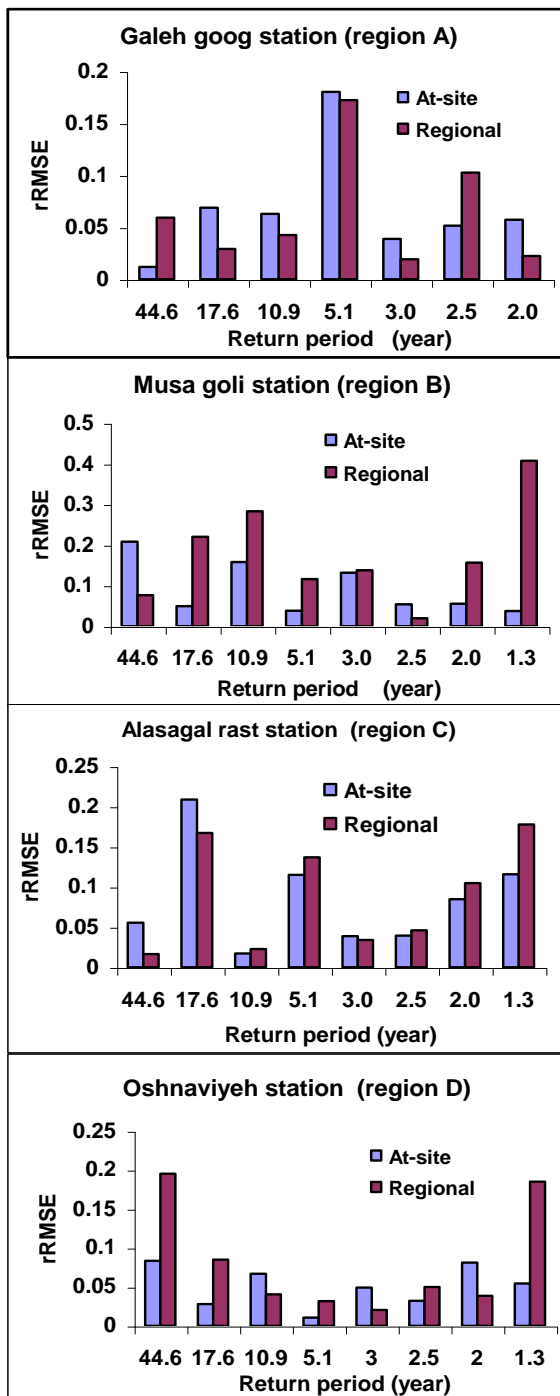 Galeh goog station (region A)
0.2
0.15
0.1
0.05
0
rRMSE
At-site
Regional
44.6 17.6 10.9 5.1 3.0 2.5 2.0
Return period (year)
Musa goli station (region B)
0.5
0.4
0.3
0.2
0.1
0
rRMSE
At-site
Regional
44.6 17.6 10.9 5.1 3.0 2.5 2.0 1.3
Return period (year)
Alasagal rast station (region C)
0.25
0.2
0.15
0.1
0.05
0
rRMSE
At-site
Regional
44.6 17.6 10.9 5.1 3.0 2.5 2.0 1.3
Return period (year)
Oshnaviyeh station (region D)
0.25
0.2
0.15
0.1
0.05
0
rRMSE
At-site
Regional
44.6 17.6 10.9 5.1 3 2.5 2 1.3
Return period (year)